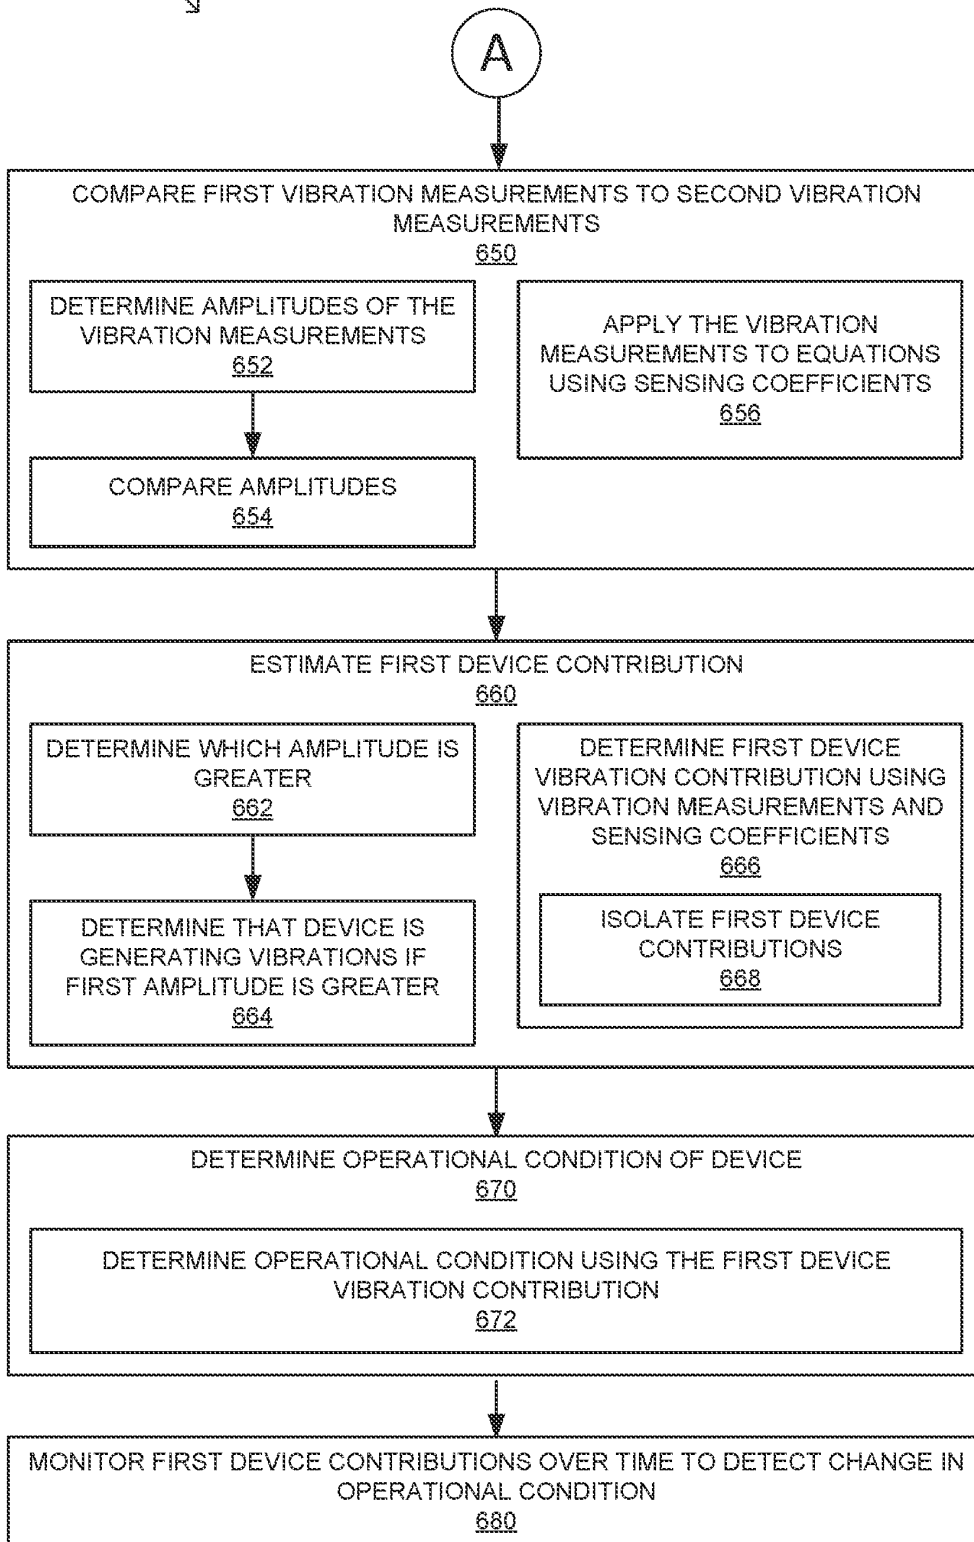 A
COMPARE FIRST VIBRATION MEASUREMENTS TO SECOND VIBRATION
MEASUREMENTS
650
DETERMINE AMPLITUDES OF THE
VIBRATION MEASUREMENTS
652
COMPARE AMPLITUDES
654
APPLY THE VIBRATION
MEASUREMENTS TO EQUATIONS
USING SENSING COEFFICIENTS
656
ESTIMATE FIRST DEVICE CONTRIBUTION
660
DETERMINE WHICH AMPLITUDE IS
GREATER
662
DETERMINE THAT DEVICE IS
GENERATING VIBRATIONS IF
FIRST AMPLITUDE IS GREATER
664
DETERMINE FIRST DEVICE
VIBRATION CONTRIBUTION USING
VIBRATION MEASUREMENTS AND
SENSING COEFFICIENTS
666
ISOLATE FIRST DEVICE
CONTRIBUTIONS
668
DETERMINE OPERATIONAL CONDITION OF DEVICE
670
DETERMINE OPERATIONAL CONDITION USING THE FIRST DEVICE
VIBRATION CONTRIBUTION
672
MONITOR FIRST DEVICE CONTRIBUTIONS OVER TIME TO DETECT CHANGE IN
OPERATIONAL CONDITION
680